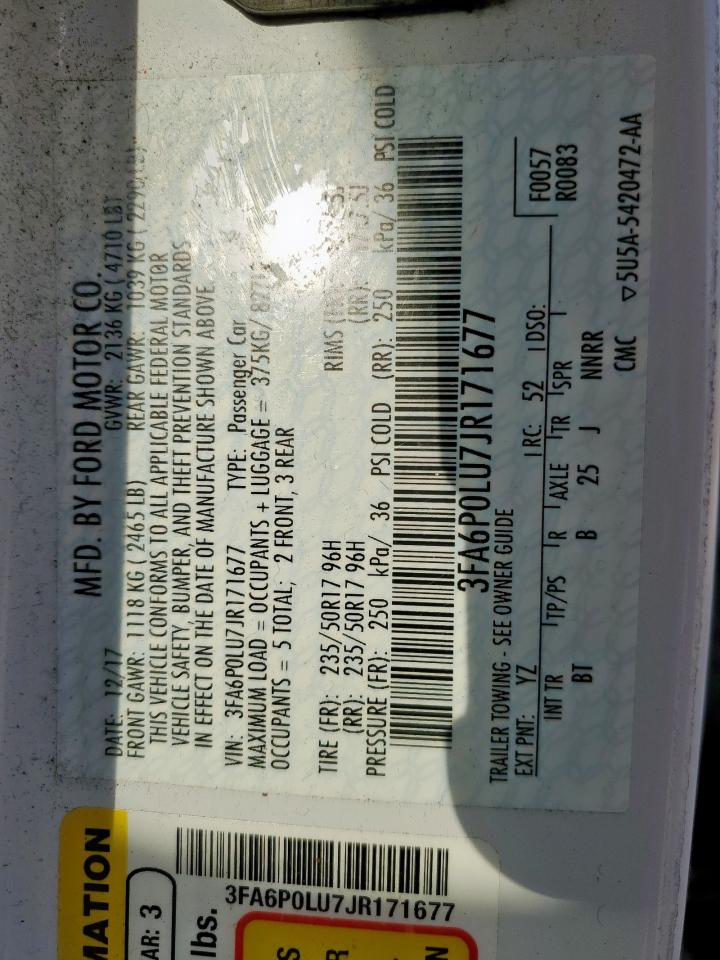 MFD. BY FORD MOTOR CO.
DATE: 12/17 GVWR: 2136 KG ( 4710 LB)
FRONT GAWR: 1118 KG ( 2465 LB) REAR GAWR: 1039 KG (
THIS VEHICLE CONFORMS TO ALL APPLICABLE FEDERAL MOTOR
VEHICLE SAFETY, BUMPER, AND THEFT PREVENTION STANDARDS
IN EFFECT ON THE DATE OF MANUFACTURE SHOWN ABOVE.
VIN: 3FA6P0LU7JR171677 TYPE: Passenger Car
MAXIMUM LOAD = OCCUPANTS + LUGGAGE = 375KG/
OCCUPANTS = 5 TOTAL; 2 FRONT, 3 REAR
TIRE (FR): 235/50R17 96H RIMS
(RR): 235/50R17 96H (RR):
PRESSURE (FR): 250 kPa/ 36 PSI COLD (RR): 250 kPa/ 36 PSI COLD
3FA6P0LU7JR171677
TRAILER TOWING - SEE OWNER GUIDE
F0057
R0083
EXT PNT: YZ RC: 52 DSO:
INT TR TP/PS R AXLE TR SPR
BT B 25 J NNRR
CMC ▽5U5A-5420472-AA
MATION
AR: 3
3FA6P0LU7JR171677
lbs.
S
R
N